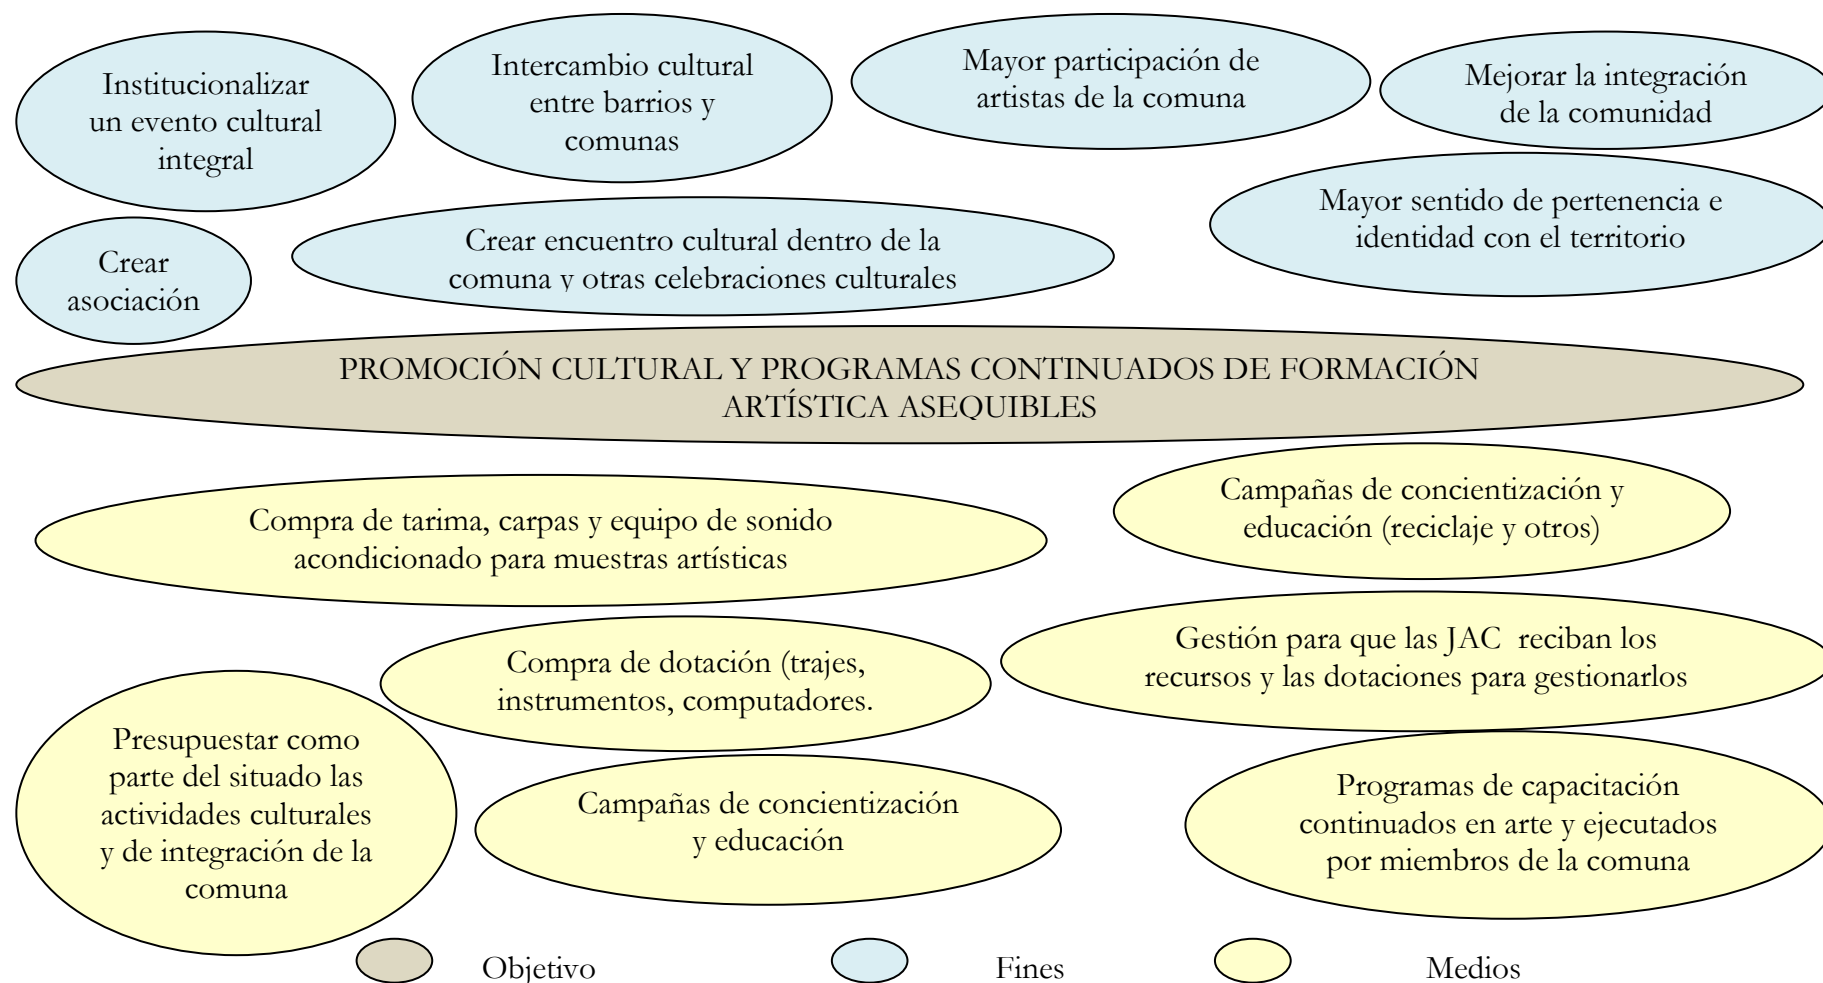 Institucionalizar
un evento cultural
integral
Intercambio cultural
entre barrios y
comunas
Mayor participación de
artistas de la comuna
Mejorar la integración
de la comunidad
Mayor sentido de pertenencia e
identidad con el territorio
Crear
asociación
Crear encuentro cultural dentro de la
comuna y otras celebraciones culturales
PROMOCIÓN CULTURAL Y PROGRAMAS CONTINUADOS DE FORMACIÓN
ARTÍSTICA ASEQUIBLES
Compra de tarima, carpas y equipo de sonido
acondicionado para muestras artísticas
Campañas de concientización y
educación (reciclaje y otros)
Compra de dotación (trajes,
instrumentos, computadores.
Gestión para que las JAC  reciban los
recursos y las dotaciones para gestionarlos
Presupuestar como
parte del situado las
actividades culturales
y de integración de la
comuna
Campañas de concientización
y educación
Programas de capacitación
continuados en arte y ejecutados
por miembros de la comuna
Objetivo
Fines
Medios